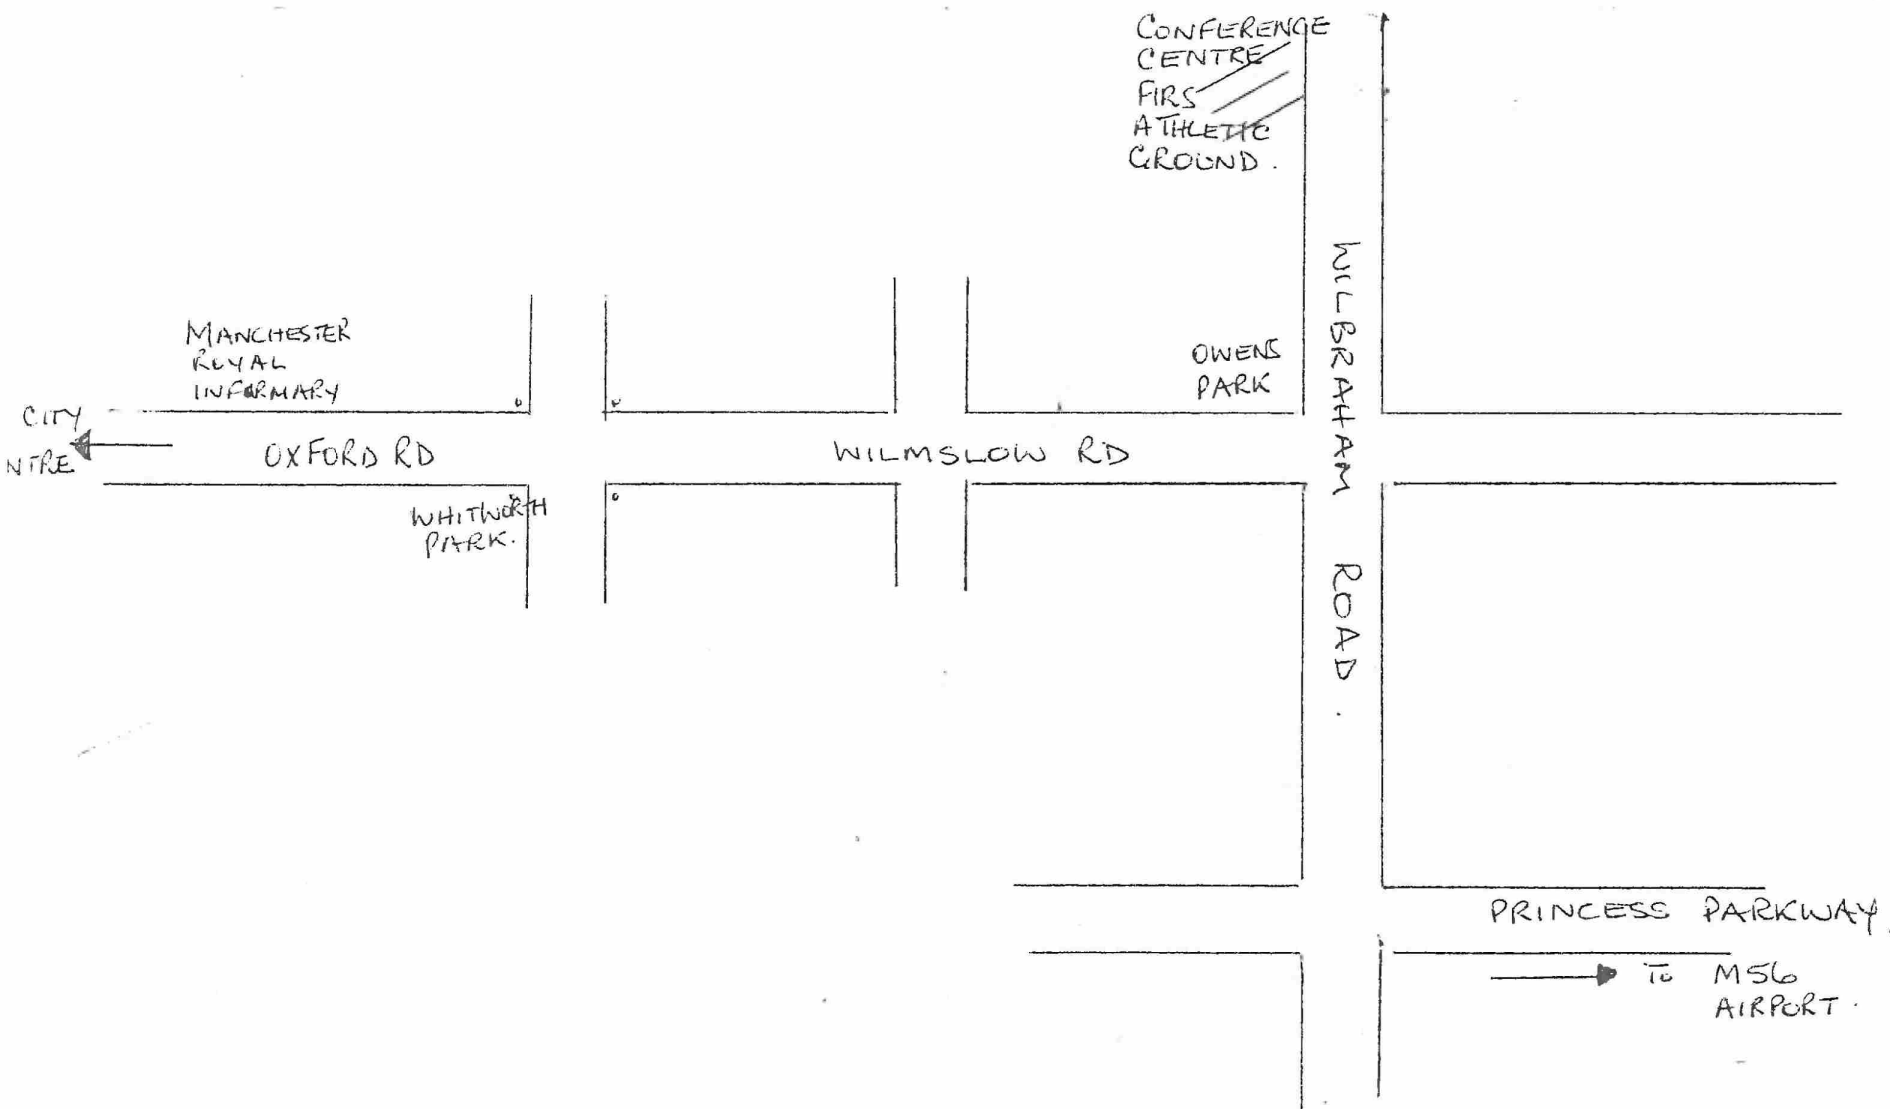 CONFERENCE
CENTRE
FIRS
ATHLETIC
GROUND.
WILBRAHAM ROAD.
MANCHESTER
ROYAL
INFORMARY
OWENS
PARK
CITY
NTRE
OXFORD RD
WILMSLOW RD
WHITWORTH
PARK.
PRINCESS PARKWAY.
To M56
AIRPORT.